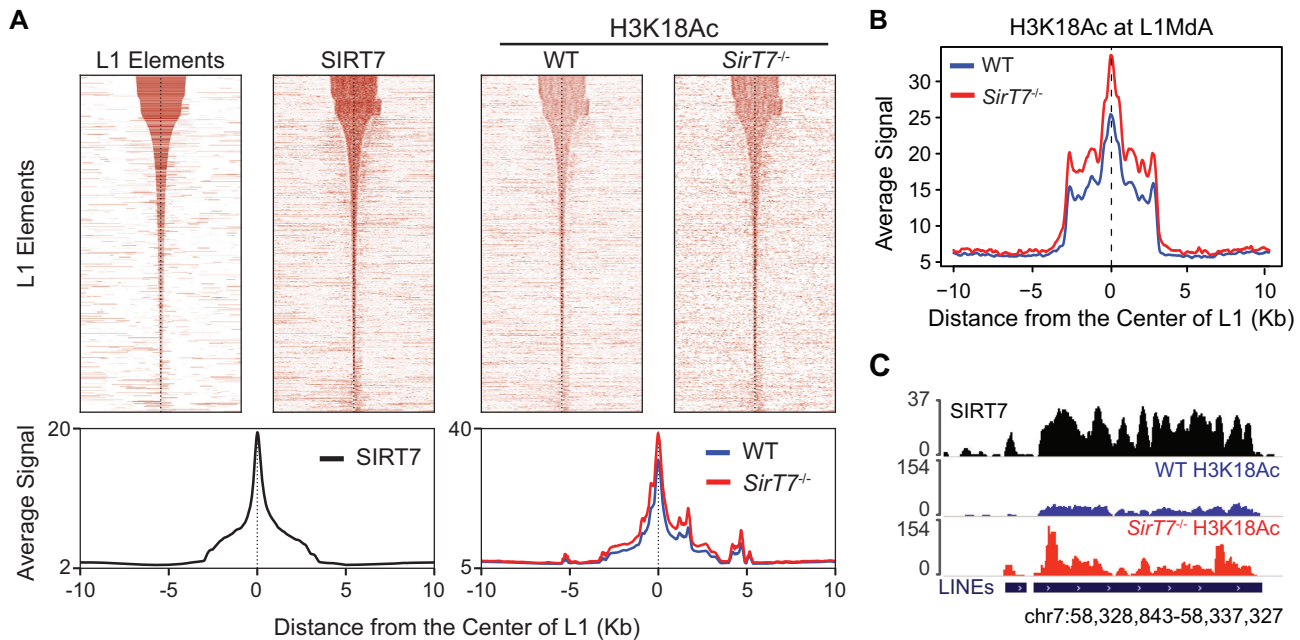 A
H3K18Ac
L1 Elements
SIRT7
WT
SirT7-/-
L1 Elements
Average Signal
20
2
SIRT7
-10
-5
0
5
10
40
5
WT
SirT7-/-
-10
-5
0
5
10
Distance from the Center of L1 (Kb)
B
H3K18Ac at L1MdA
WT
SirT7-/-
Average Signal
30
25
20
15
10
5
−10
−5
0
5
10
Distance from the Center of L1 (Kb)
C
37
SIRT7
0
154
WT H3K18Ac
0
154
SirT7-/- H3K18Ac
0
LINEs
chr7:58,328,843-58,337,327